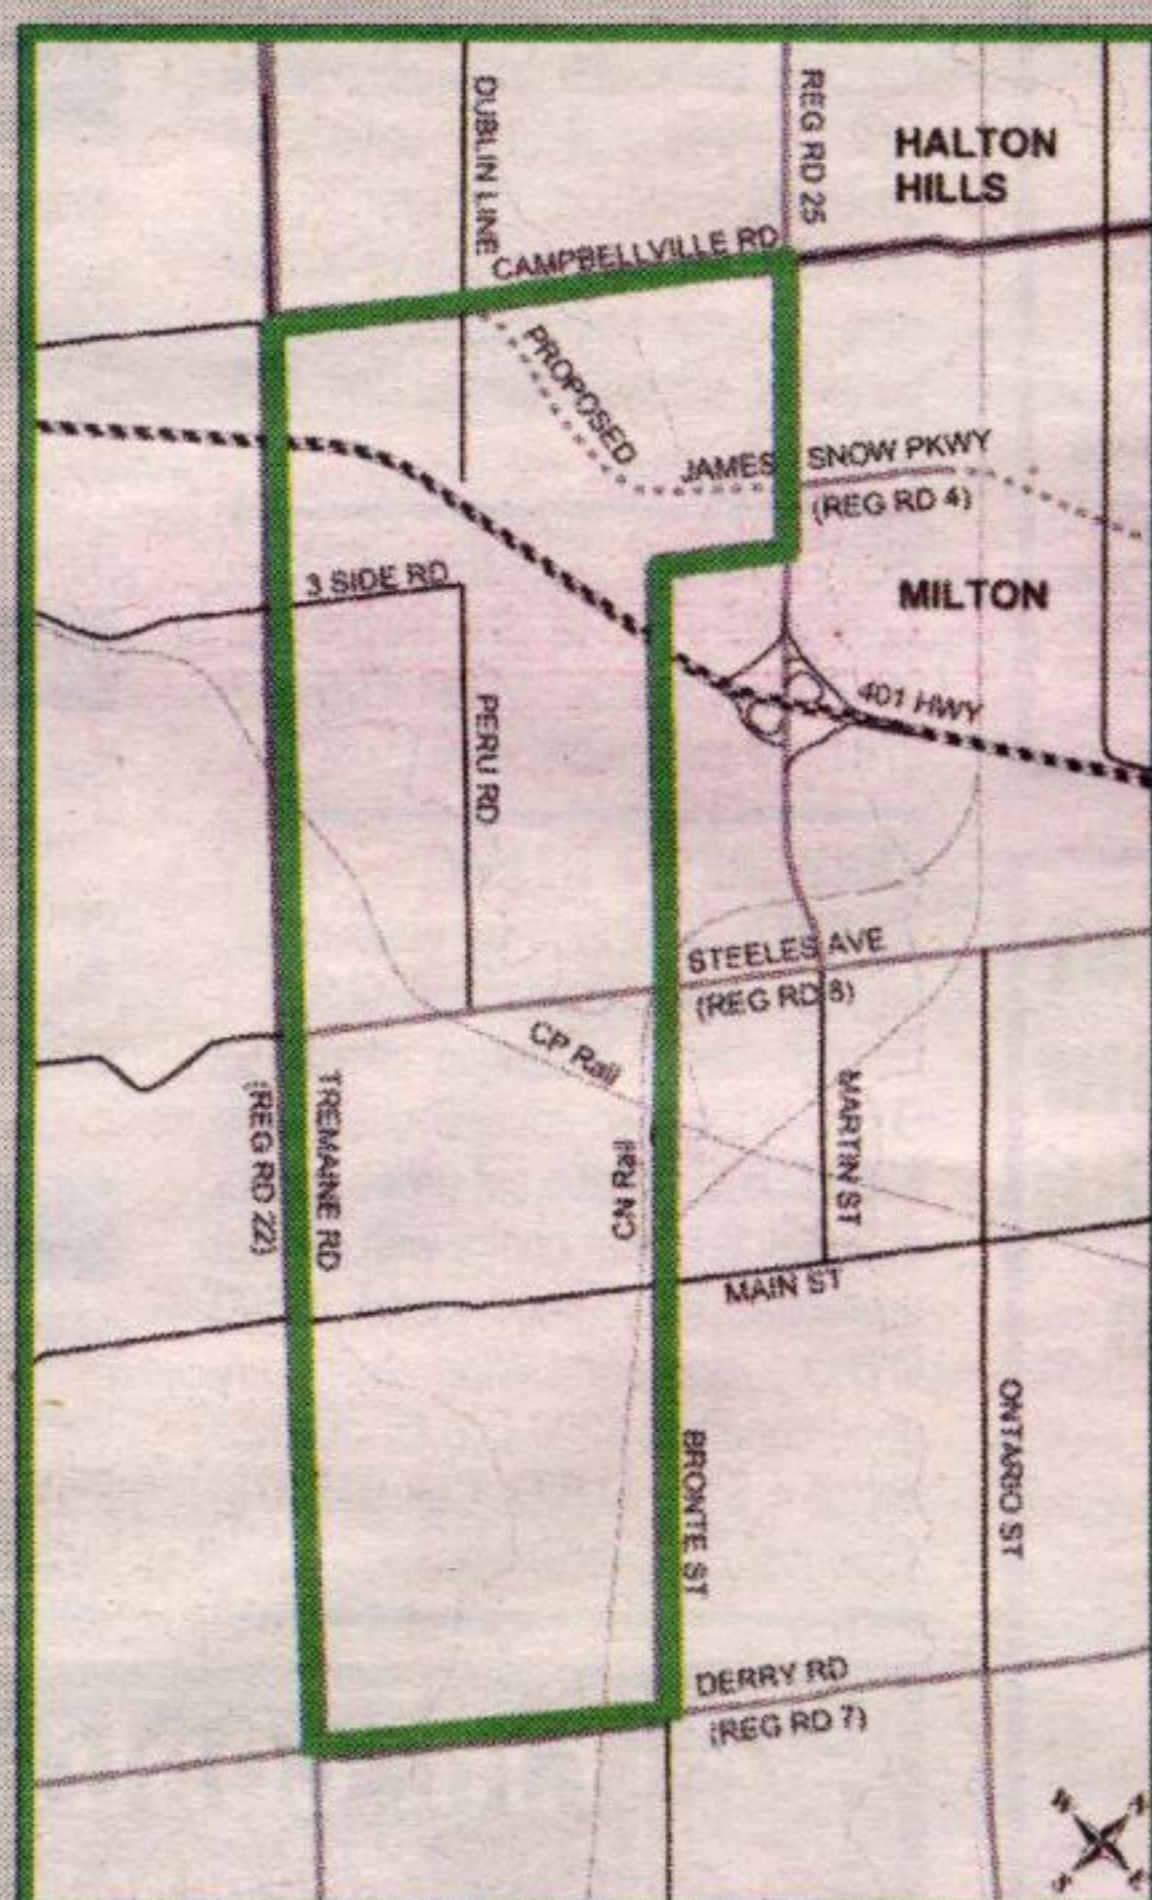 DUBLIN LINE
REG RD 25
HALTON
HILLS
CAMPBELLVILLE RD
PROPOSED
JAMES SNOW PKWY
(REG RD 4)
3 SIDE RD
MILTON
PERU RD
401 HWY
STEELES AVE
(REG RD 8)
CP Rail
(REG RD 22)
TREMAINE RD
CN Rail
MARTIN ST
MAIN ST
BRONTE ST
ONTARIO ST
DERRY RD
(REG RD 7)
W N
S E